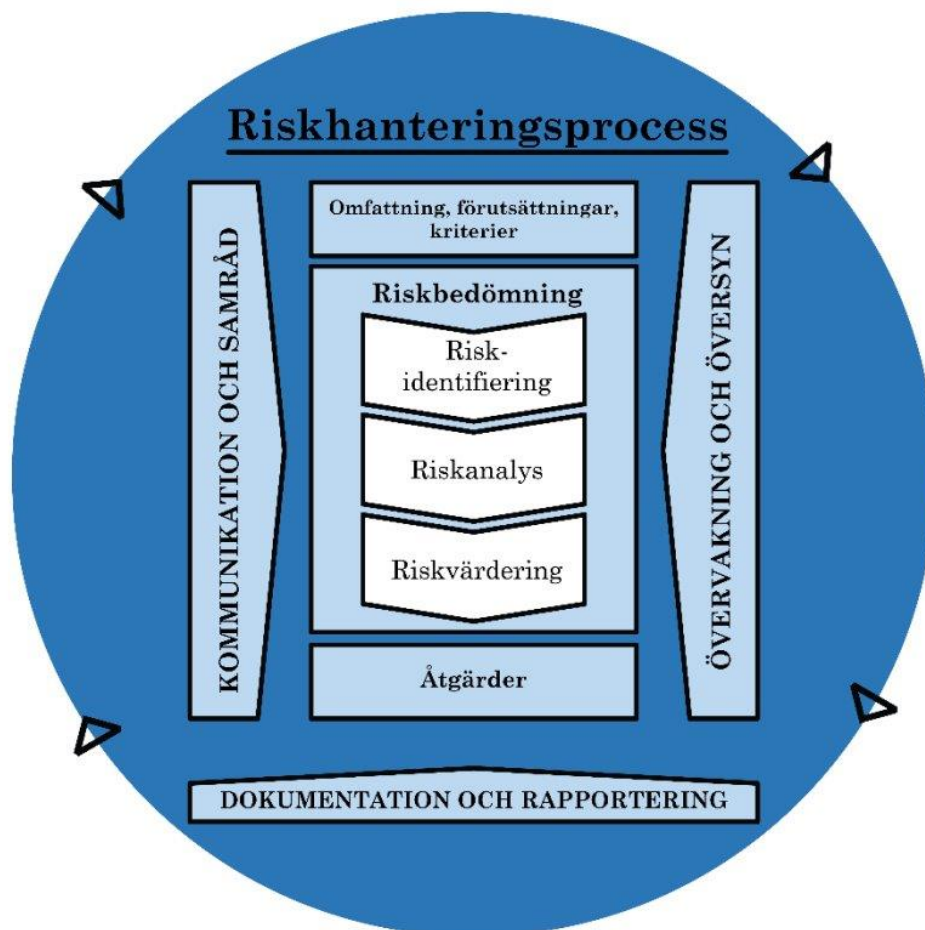 Riskhanteringsprocess
KOMMUNIKATION OCH SAMRÅD
Omfattning, förutsättningar,
kriterier
Riskbedömning
Risk-
identifiering
Riskanalys
Riskvärdering
Åtgärder
ÖVERVAKNING OCH ÖVERSYN
DOKUMENTATION OCH RAPPORTERING